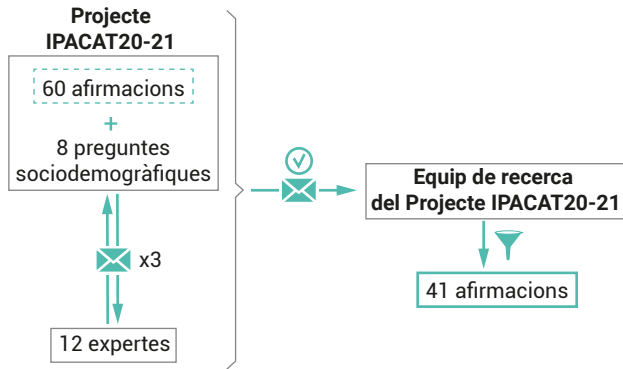 Projecte
IPACAT20-21
60 afirmacions
+
8 preguntes
sociodemogràfiques
x3
12 expertes
Equip de recerca
del Projecte IPACAT20-21
41 afirmacions